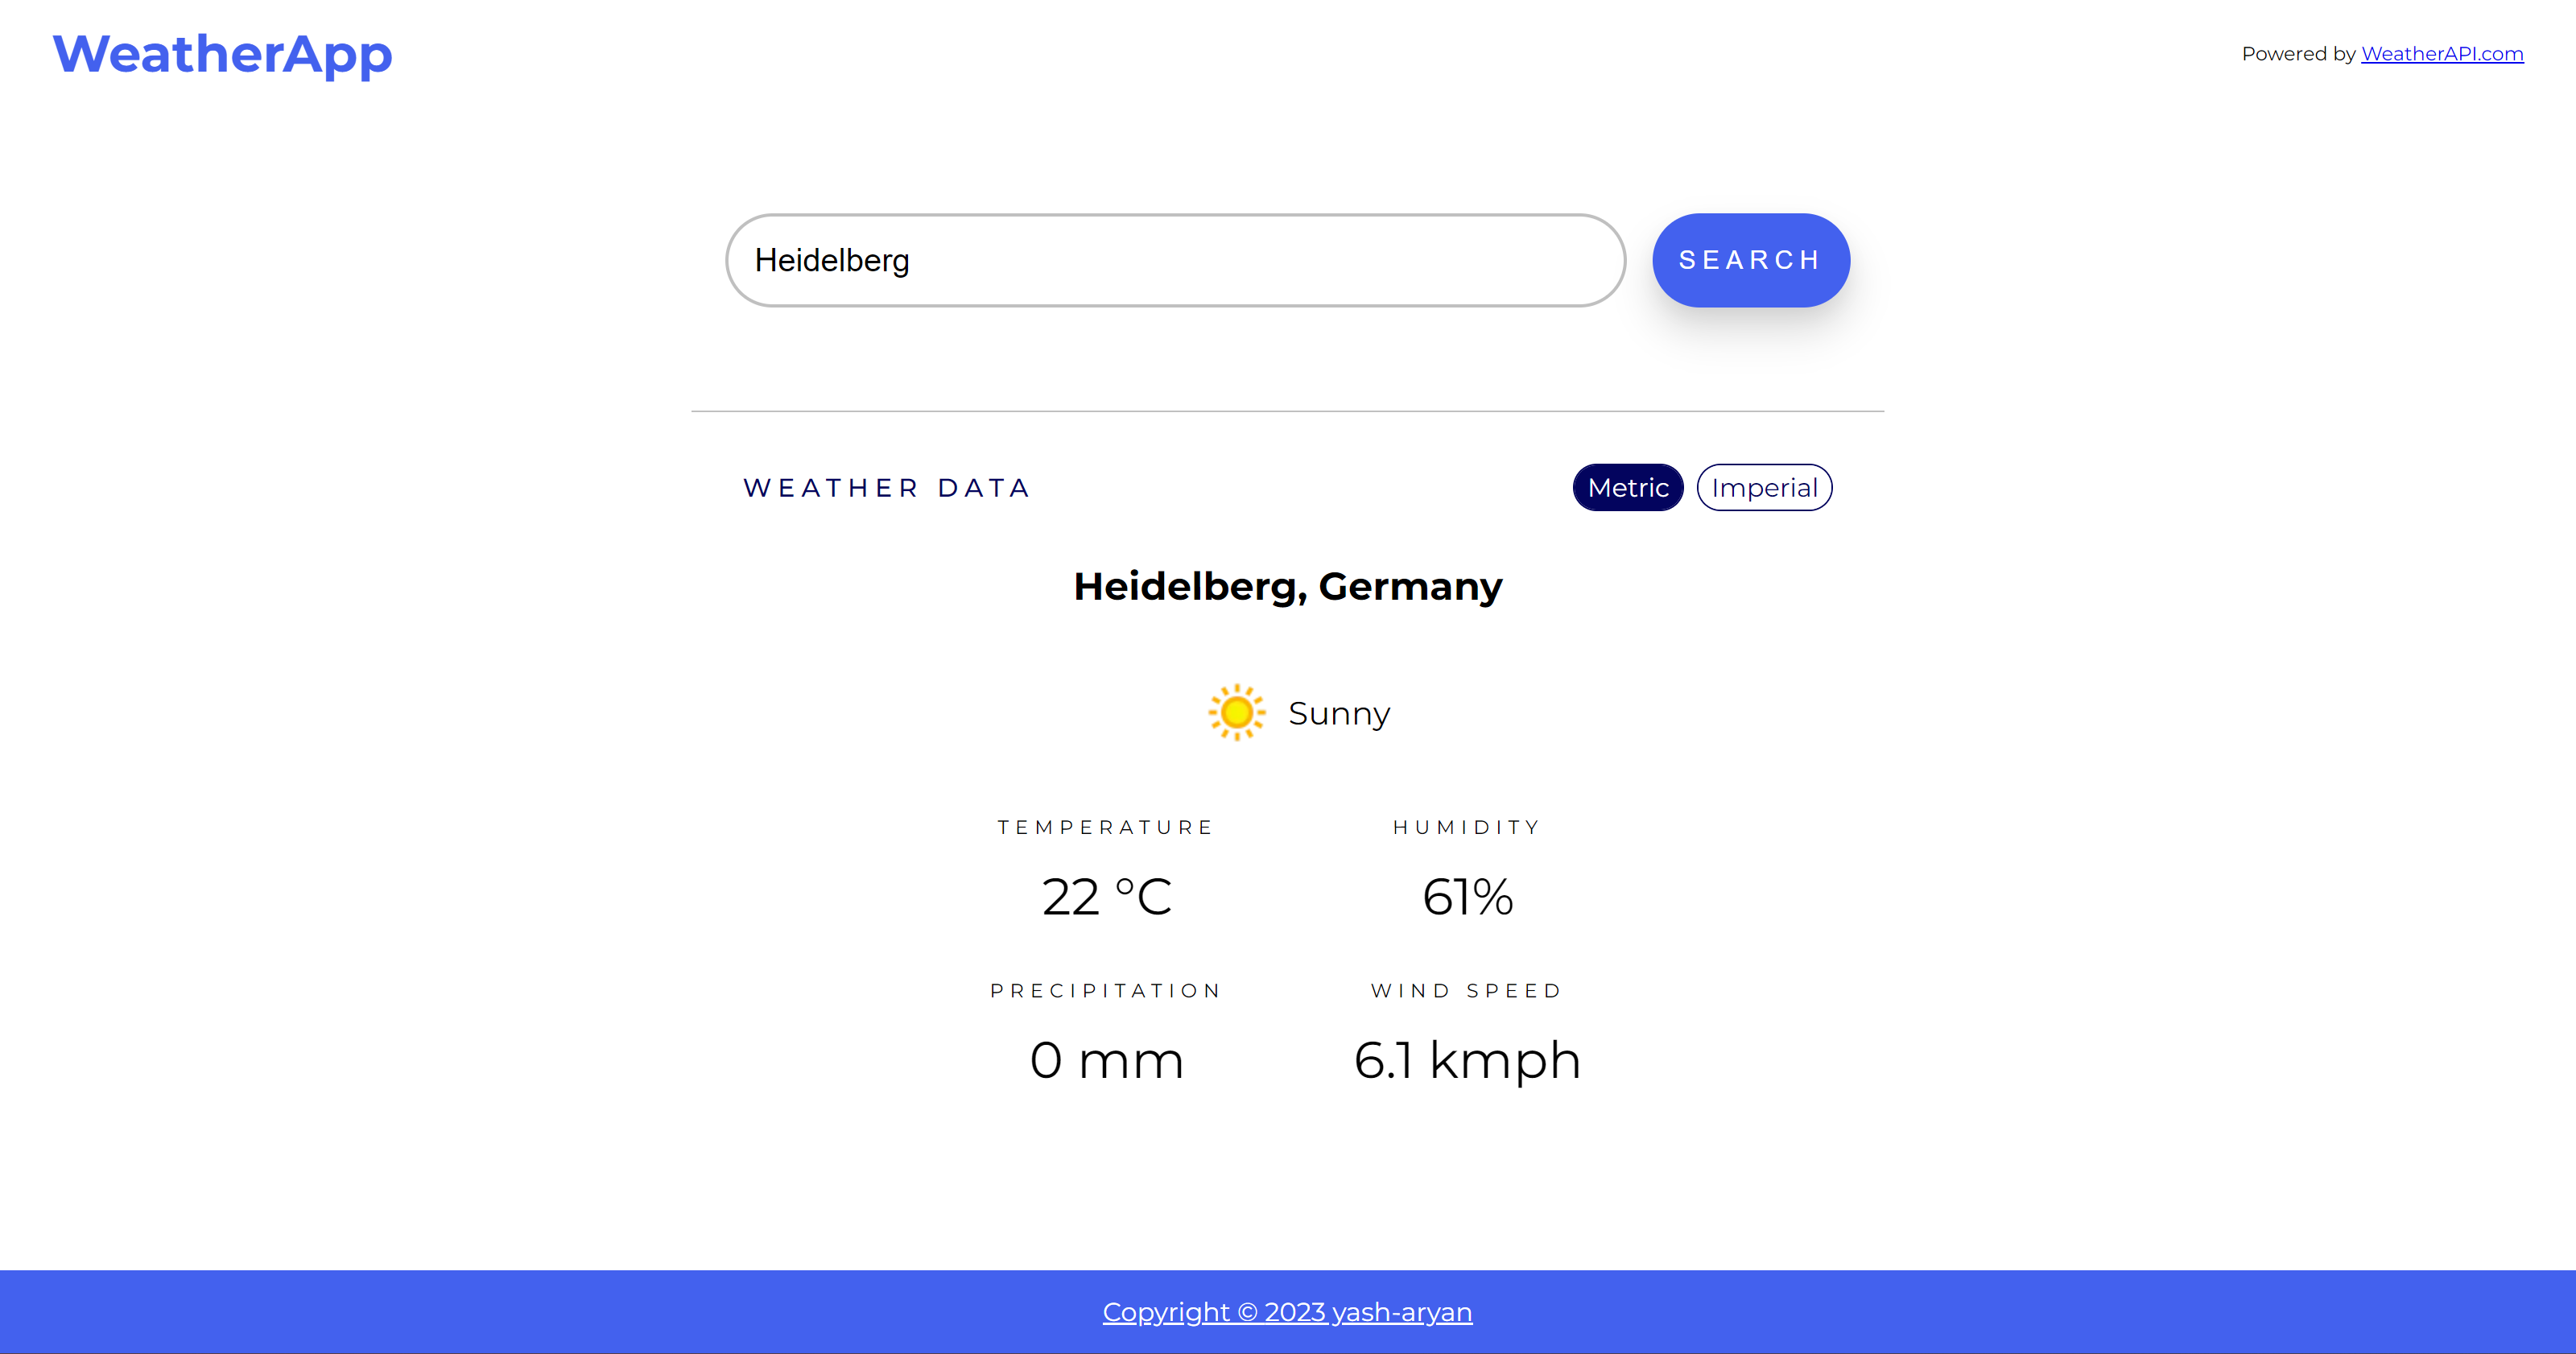 WeatherApp
Powered by WeatherAPI.com
Heidelberg
SEARCH
WEATHER DATA
Metric
Imperial
Heidelberg, Germany
Sunny
TEMPERATURE
HUMIDITY
22 °C
61%
PRECIPITATION
WIND SPEED
0 mm
6.1 kmph
Copyright © 2023 yash-aryan